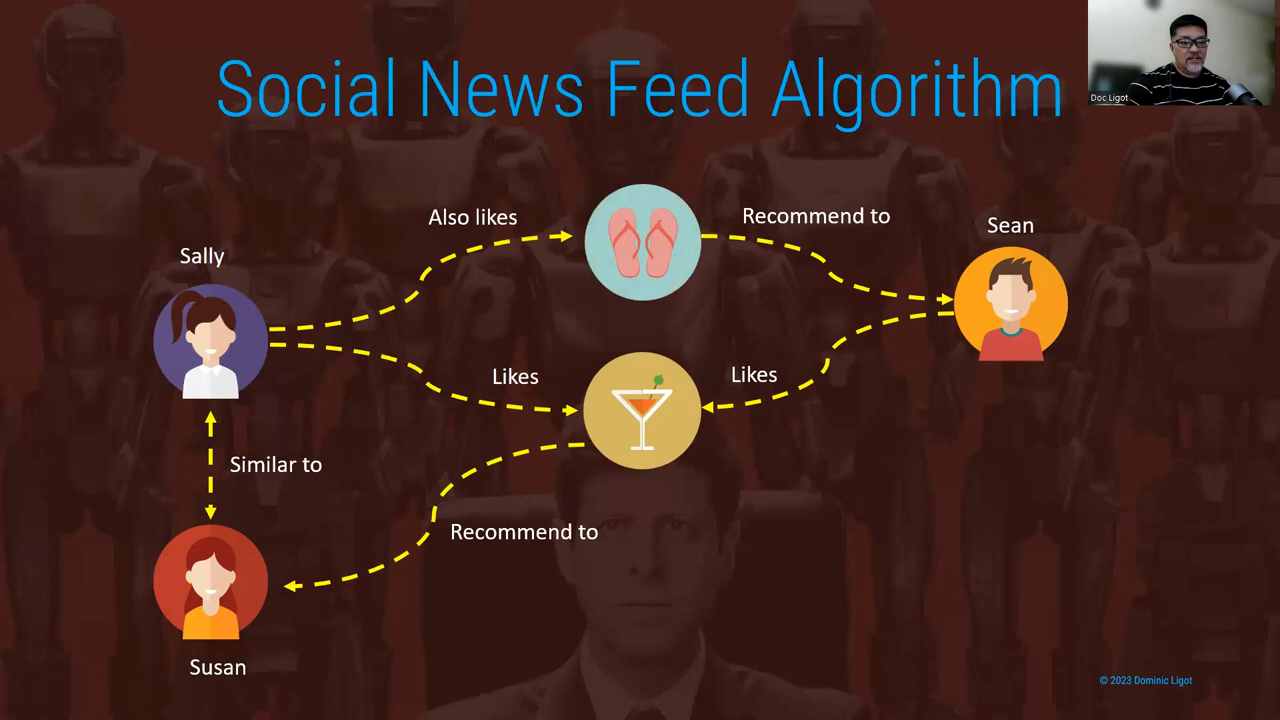 Social News Feed Algorithm
Doc Ligot
Also likes
Recommend to
Sean
Sally
Likes
Likes
Similar to
Recommend to
Susan
© 2023 Dominic Ligot